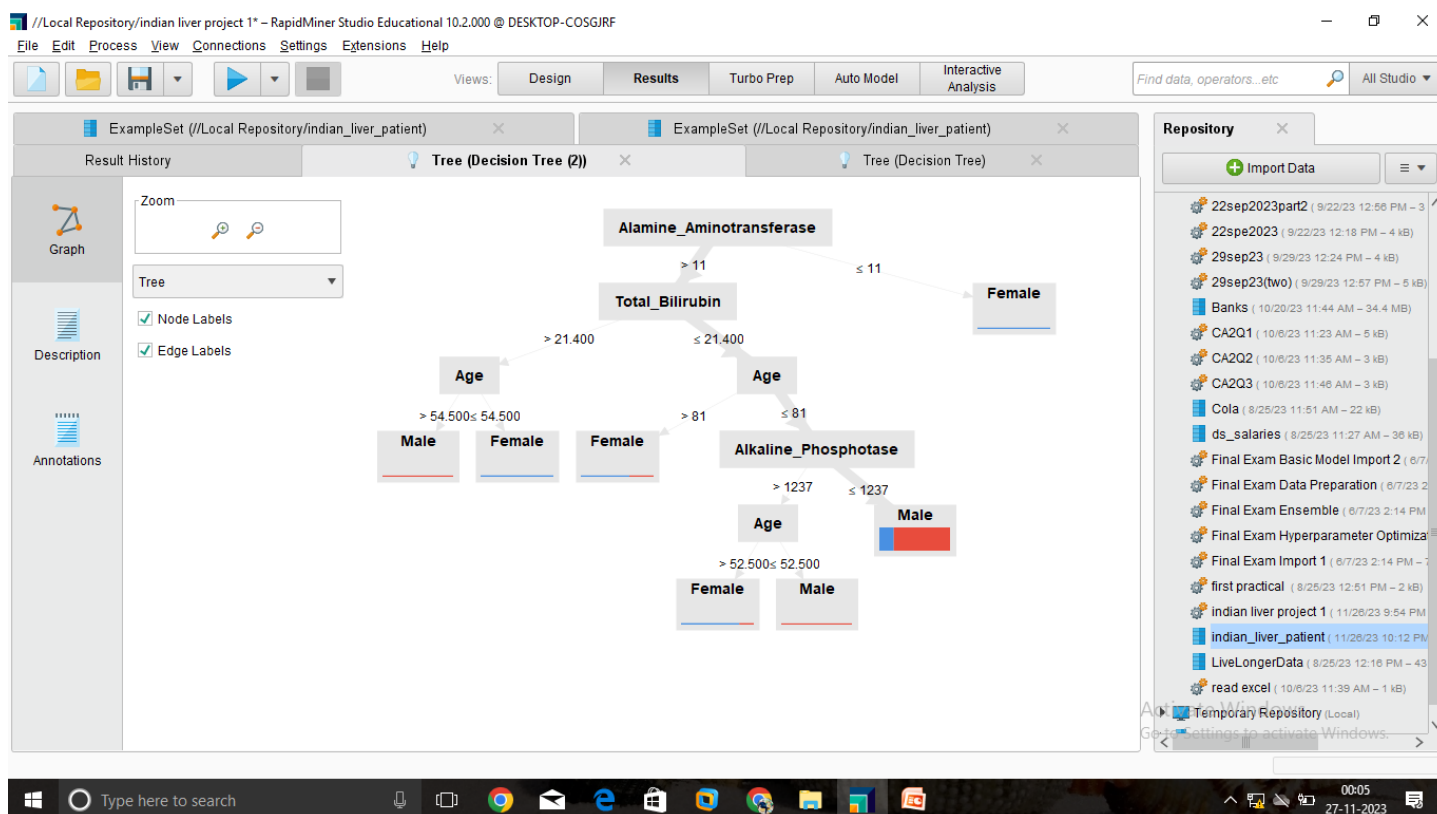 //Local Repository/indian liver project 1* – RapidMiner Studio Educational 10.2.000 @ DESKTOP-COSGJRF
File Edit Process View Connections Settings Extensions Help
Views: Design Results Turbo Prep Auto Model Interactive Analysis
Find data, operators...etc All Studio
ExampleSet (//Local Repository/indian_liver_patient) ExampleSet (//Local Repository/indian_liver_patient)
Result History Tree (Decision Tree (2)) Tree (Decision Tree)
Graph
Description
Annotations
Zoom
Tree
Node Labels
Edge Labels
Alamine_Aminotransferase
> 11 ≤ 11
Total_Bilirubin Female
> 21.400 ≤ 21.400
Age Age
> 54.500 ≤ 54.500 > 81 ≤ 81
Male Female Female Alkaline_Phosphotase
> 1237 ≤ 1237
Age Male
> 52.500 ≤ 52.500
Female Male
Repository
Import Data
22sep2023part2 ( 9/22/23 12:56 PM – 3
22spe2023 ( 9/22/23 12:18 PM – 4 kB)
29sep23 ( 9/29/23 12:24 PM – 4 kB)
29sep23(two) ( 9/29/23 12:57 PM – 5 kB)
Banks ( 10/20/23 11:44 AM – 34.4 MB)
CA2Q1 ( 10/6/23 11:23 AM – 5 kB)
CA2Q2 ( 10/6/23 11:35 AM – 3 kB)
CA2Q3 ( 10/6/23 11:46 AM – 3 kB)
Cola ( 8/25/23 11:51 AM – 22 kB)
ds_salaries ( 8/25/23 11:27 AM – 36 kB)
Final Exam Basic Model Import 2 ( 6/7/
Final Exam Data Preparation ( 6/7/23 2
Final Exam Ensemble ( 6/7/23 2:14 PM
Final Exam Hyperparameter Optimiza
Final Exam Import 1 ( 6/7/23 2:14 PM –
first practical ( 8/25/23 12:51 PM – 2 kB)
indian liver project 1 ( 11/26/23 9:54 PM
indian_liver_patient ( 11/26/23 10:12 PM
LiveLongerData ( 8/25/23 12:16 PM – 43
read excel ( 10/6/23 11:39 AM – 1 kB)
Temporary Repository (Local)
Activate Windows
Go to Settings to activate Windows.
Type here to search
00:05
27-11-2023